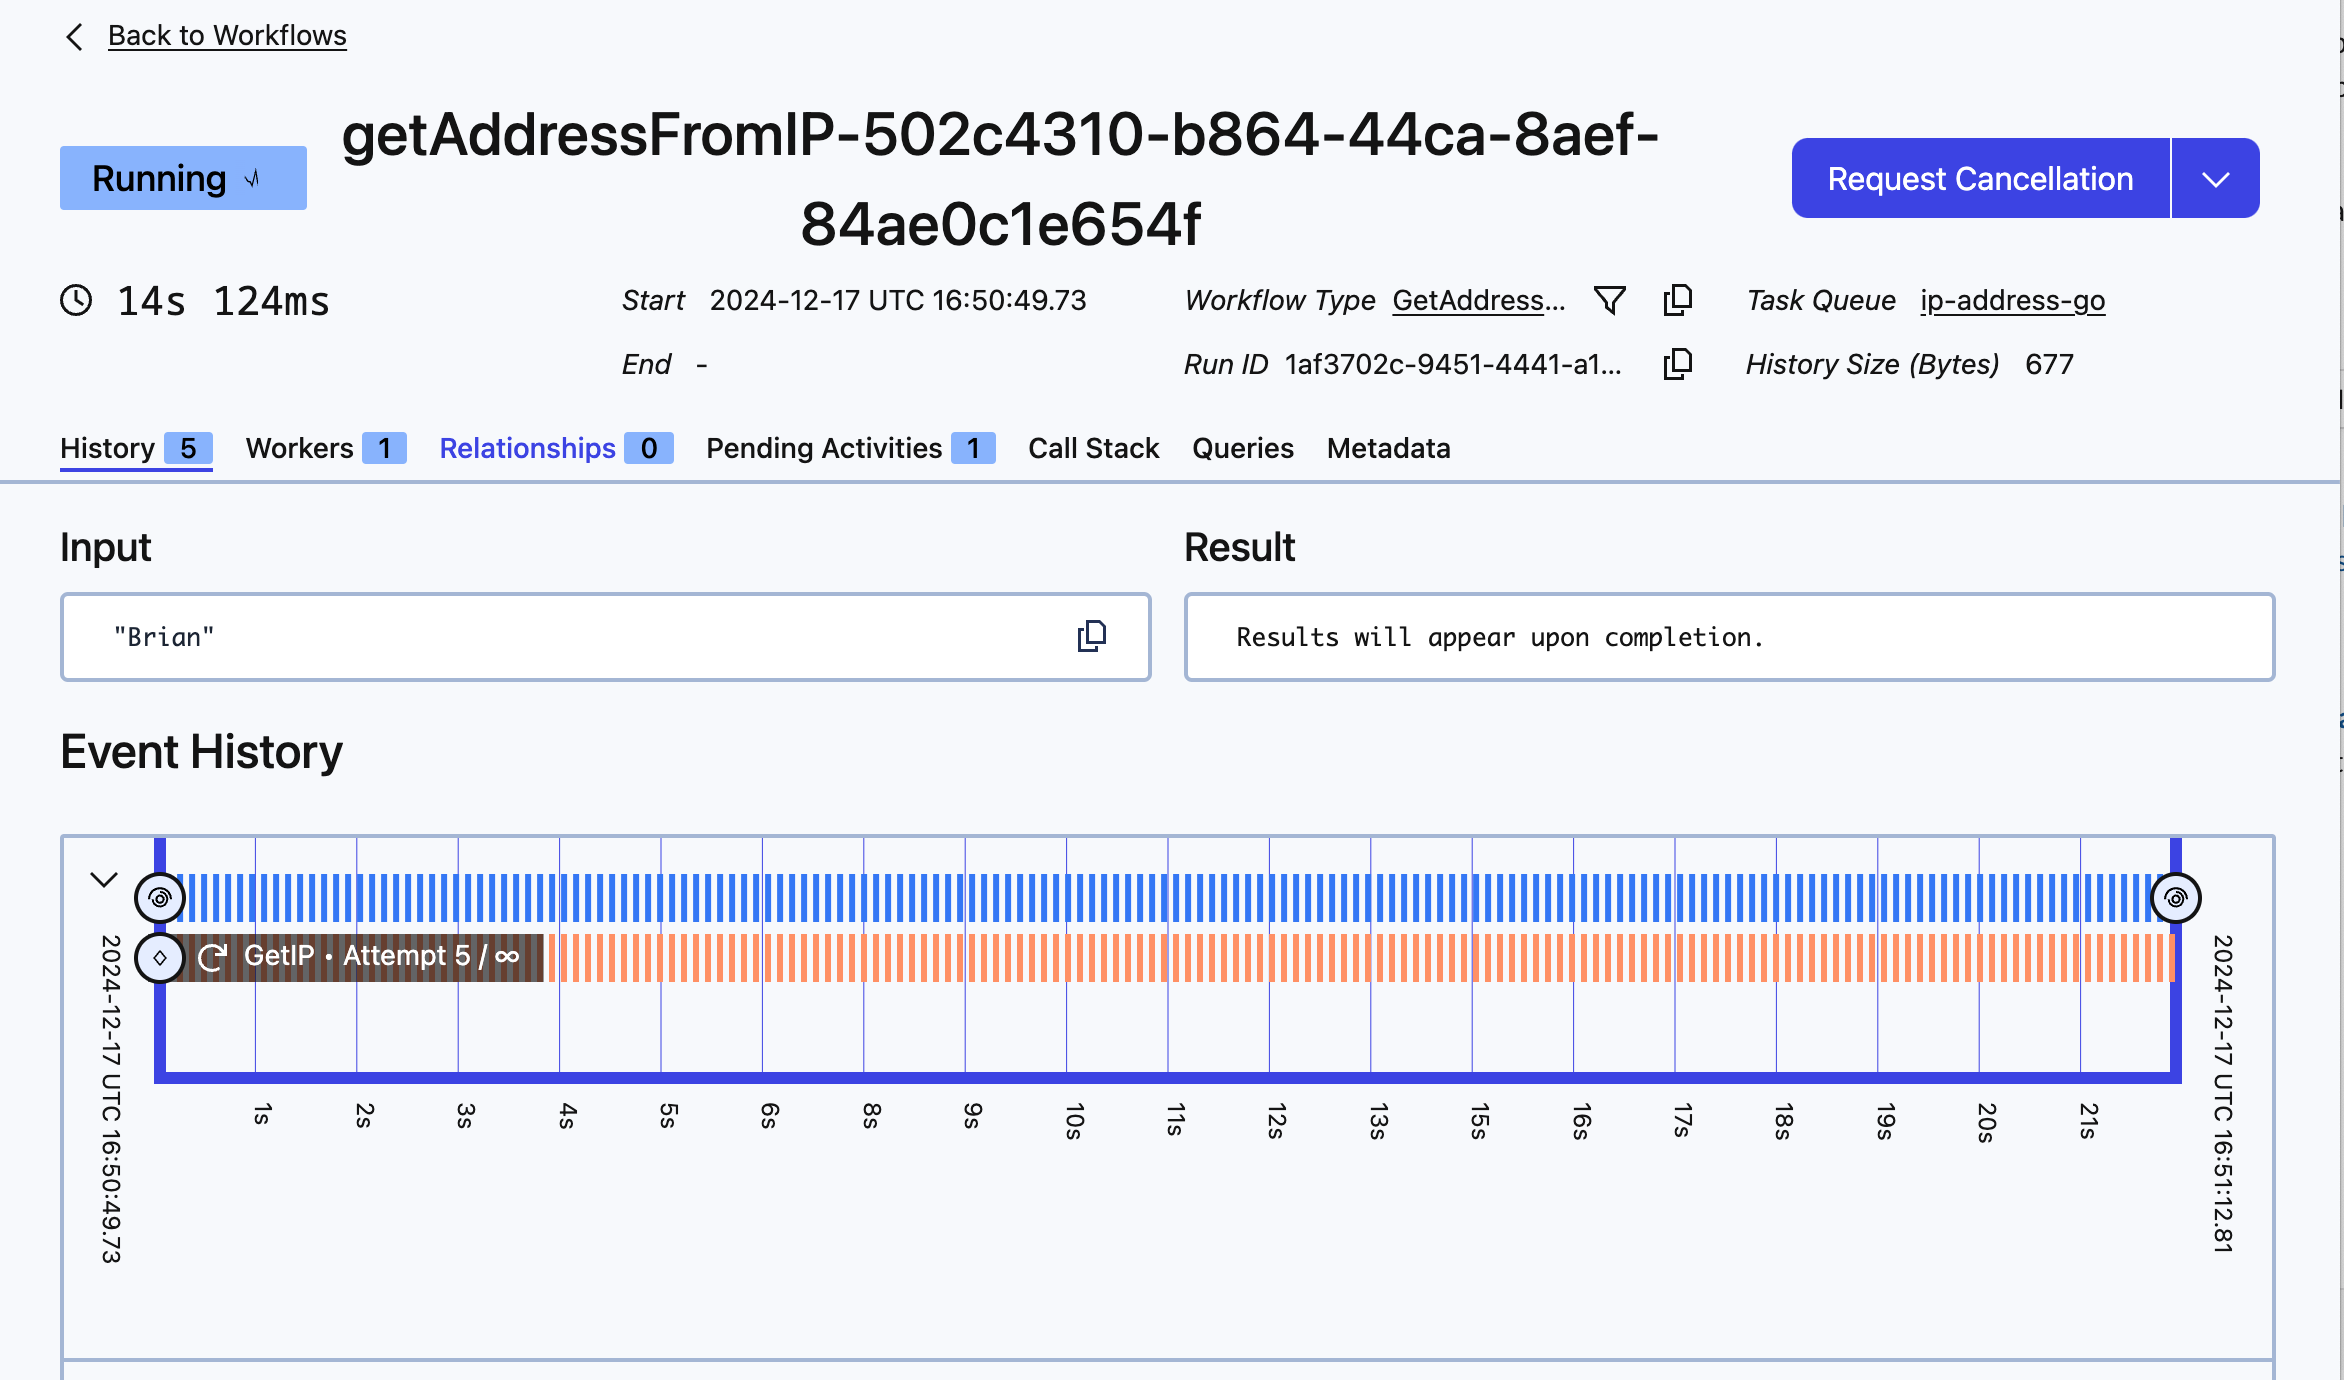 Back to Workflows
Running
getAddressFromIP-502c4310-b864-44ca-8aef-
84ae0c1e654f
Request Cancellation
14s 124ms
Start 2024-12-17 UTC 16:50:49.73
Workflow Type GetAddress...
Task Queue ip-address-go
End -
Run ID 1af3702c-9451-4441-a1...
History Size (Bytes) 677
History 5 Workers 1 Relationships 0 Pending Activities 1 Call Stack Queries Metadata
Input
Result
"Brian"
Results will appear upon completion.
Event History
GetIP • Attempt 5 / ∞
2024-12-17 UTC 16:50:49.73
1s 2s 3s 4s 5s 6s 8s 9s 10s 11s 12s 13s 15s 16s 17s 18s 19s 20s 21s
2024-12-17 UTC 16:51:12.81